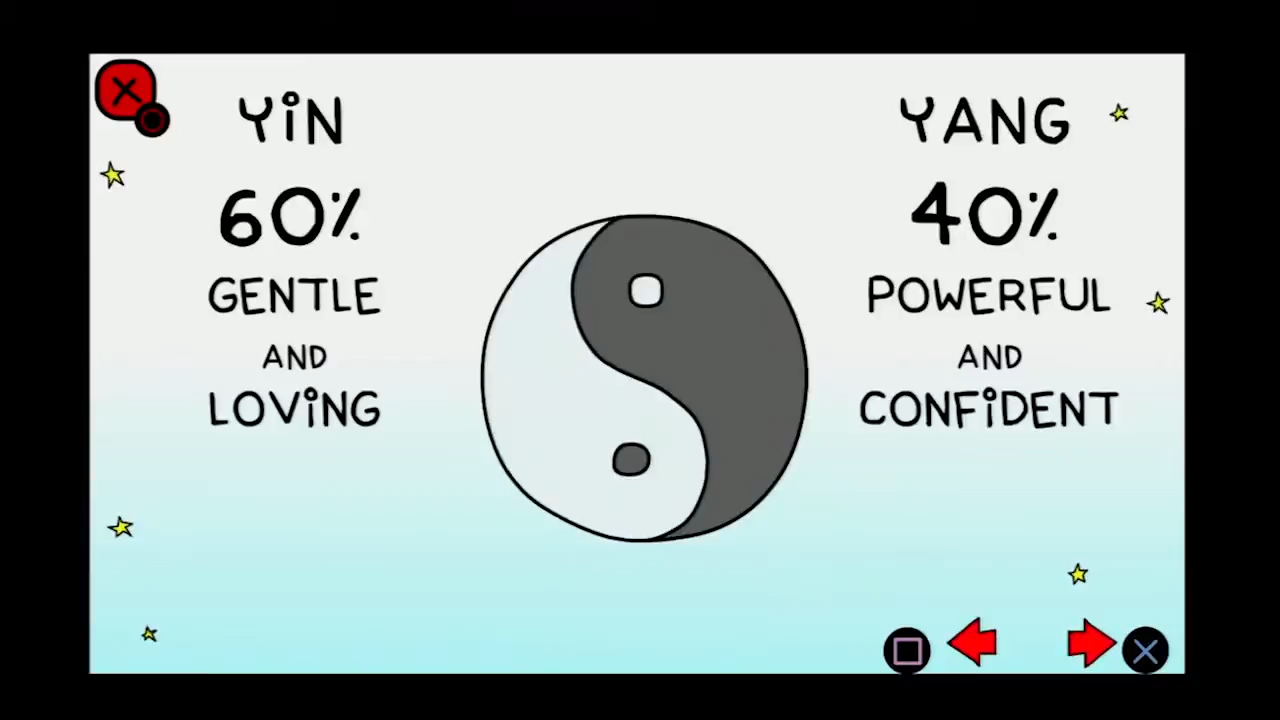 YiN
60%
GENTLE
AND
LOViNG
YANG
40%
POWERFUL
AND
CONFiDENT